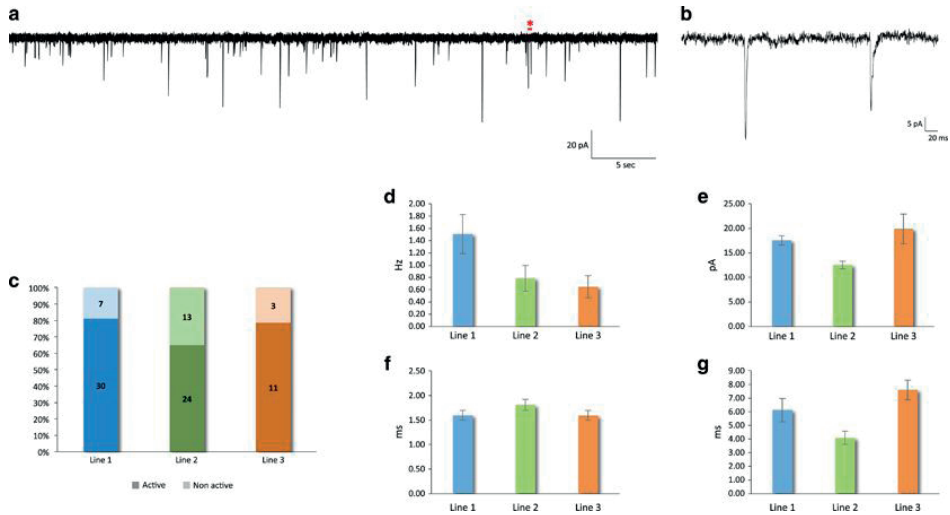 a
*
20 pA
5 sec
b
5 pA
20 ms
c
100%
90%
80%
70%
60%
50%
40%
30%
20%
10%
0%
7
13
3
30
24
11
Line 1 Line 2 Line 3
Active Non active
d
2.00
1.80
1.60
1.40
1.20
1.00
0.80
0.60
0.40
0.20
0.00
Hz
Line 1 Line 2 Line 3
e
25.00
20.00
15.00
10.00
5.00
0.00
pA
Line 1 Line 2 Line 3
f
2.50
2.00
1.50
1.00
0.50
0.00
ms
Line 1 Line 2 Line 3
g
9.00
8.00
7.00
6.00
5.00
4.00
3.00
2.00
1.00
0.00
ms
Line 1 Line 2 Line 3